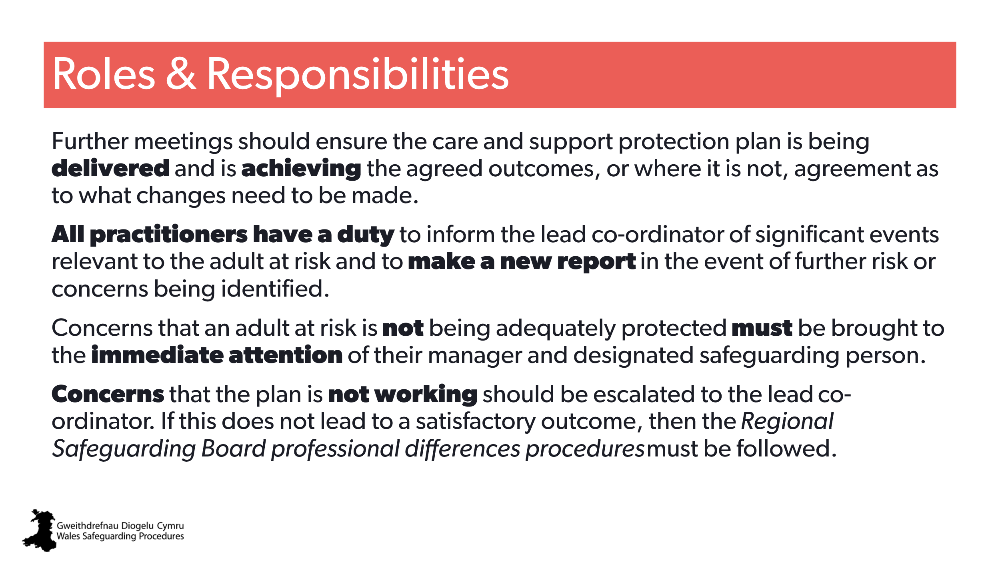 Roles & Responsibilities
Further meetings should ensure the care and support protection plan is being
delivered and is achieving the agreed outcomes, or where it is not, agreement as
to what changes need to be made.
All practitioners have a duty to inform the lead co-ordinator of significant events
relevant to the adult at risk and to make a new report in the event of further risk or
concerns being identified.
Concerns that an adult at risk is not being adequately protected must be brought to
the immediate attention of their manager and designated safeguarding person.
Concerns that the plan is not working should be escalated to the lead co-
ordinator. If this does not lead to a satisfactory outcome, then the Regional
Safeguarding Board professional differences procedures must be followed.
Gweithdrefnau Diogelu Cymru
Wales Safeguarding Procedures